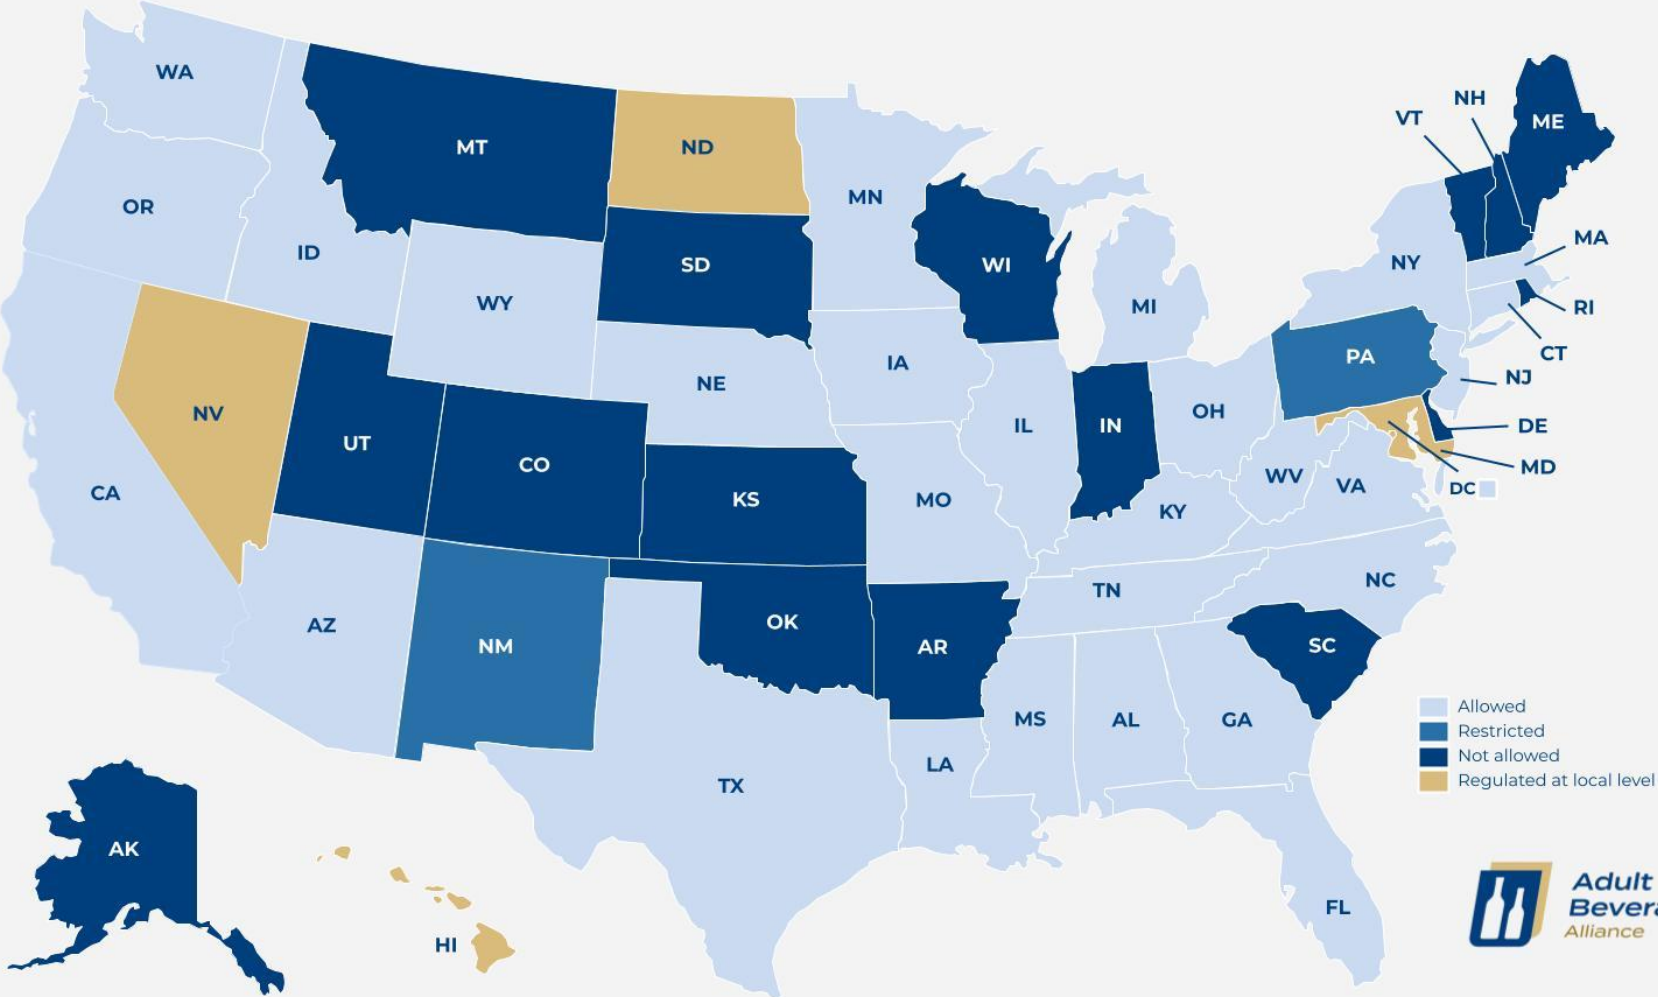 WA
MT
ND
MN
OR
ID
WY
SD
WI
MI
NY
VT
NH
ME
MA
RI
CT
NJ
DE
MD
DC
PA
NV
UT
CO
NE
IA
IL
IN
OH
WV
VA
CA
KS
MO
KY
AZ
NM
OK
AR
TN
NC
SC
TX
LA
MS
AL
GA
FL
AK
HI
Allowed
Restricted
Not allowed
Regulated at local level
Adult
Bevera
Alliance